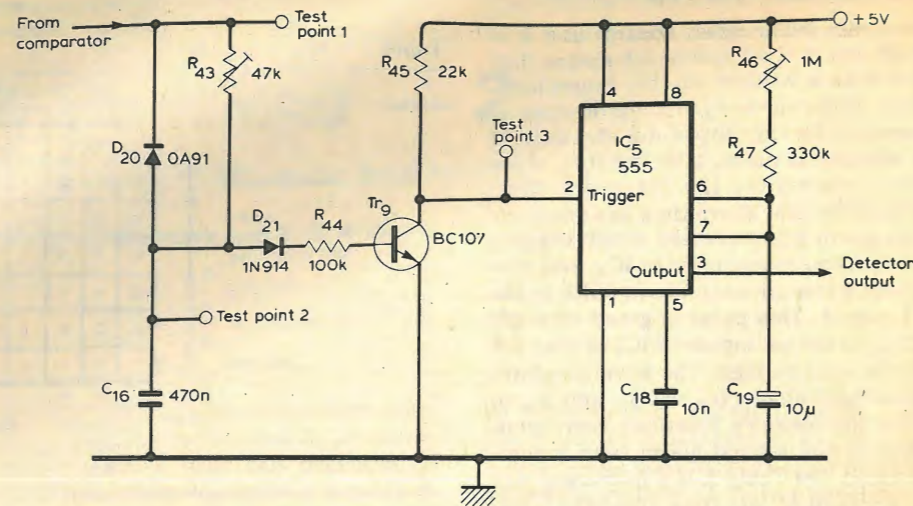 From
comparator
Test
point 1
+5V
R43 47k
R45 22k
R46 1M
4 8
Test
point 3
IC5
555
R47 330k
D20 OA91
2 Trigger
6
7
D21
1N914
R44
100k
Tr9
BC107
Output 3
Detector
output
Test point 2
1 5
C16 470n
C18 10n
C19 10μ